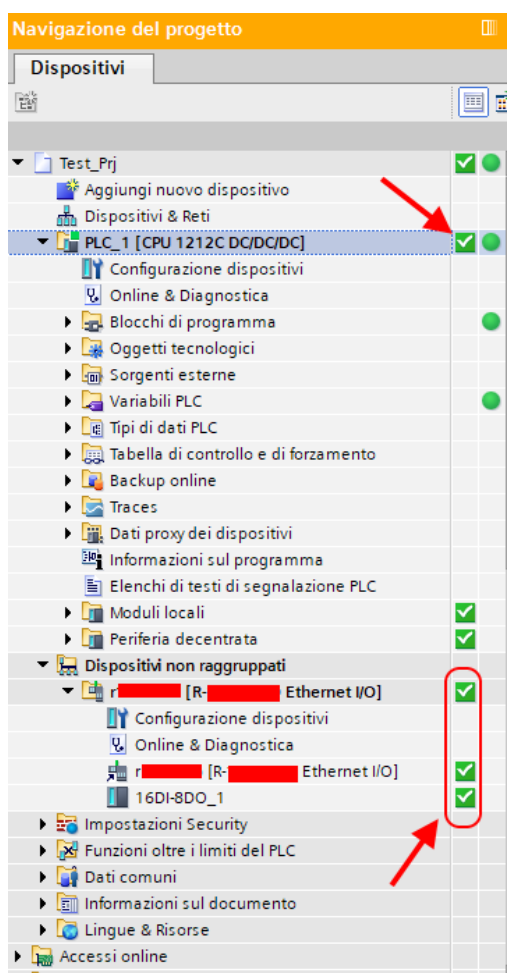 Navigazione del progetto
Dispositivi
Test_Prj
Aggiungi nuovo dispositivo
Dispositivi & Reti
PLC_1 [CPU 1212C DC/DC/DC]
Configurazione dispositivi
Online & Diagnostica
Blocchi di programma
Oggetti tecnologici
Sorgenti esterne
Variabili PLC
Tipi di dati PLC
Tabella di controllo e di forzamento
Backup online
Traces
Dati proxy dei dispositivi
Informazioni sul programma
Elenchi di testi di segnalazione PLC
Moduli locali
Periferia decentrata
Dispositivi non raggruppati
r [R- Ethernet I/O]
Configurazione dispositivi
Online & Diagnostica
r [R- Ethernet I/O]
16DI-8DO_1
Impostazioni Security
Funzioni oltre i limiti del PLC
Dati comuni
Informazioni sul documento
Lingue & Risorse
Accessi online